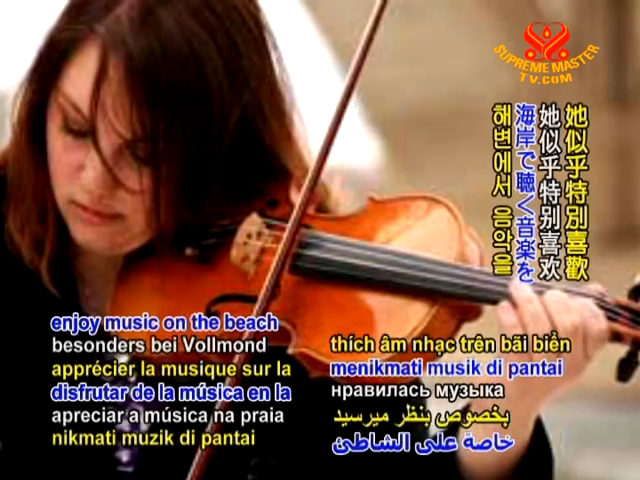 SUPREME MASTER
TV.COM
她似乎特別喜歡
她似乎特别喜欢
海岸で聴く音楽を
해변에서 음악을
enjoy music on the beach
besonders bei Vollmond
apprécier la musique sur la
disfrutar de la música en la
apreciar a música na praia
nikmati muzik di pantai
thích âm nhạc trên bãi biển
menikmati musik di pantai
нравилась музыка
بخصوص بنظر میرسید
خاصة على الشاطئ